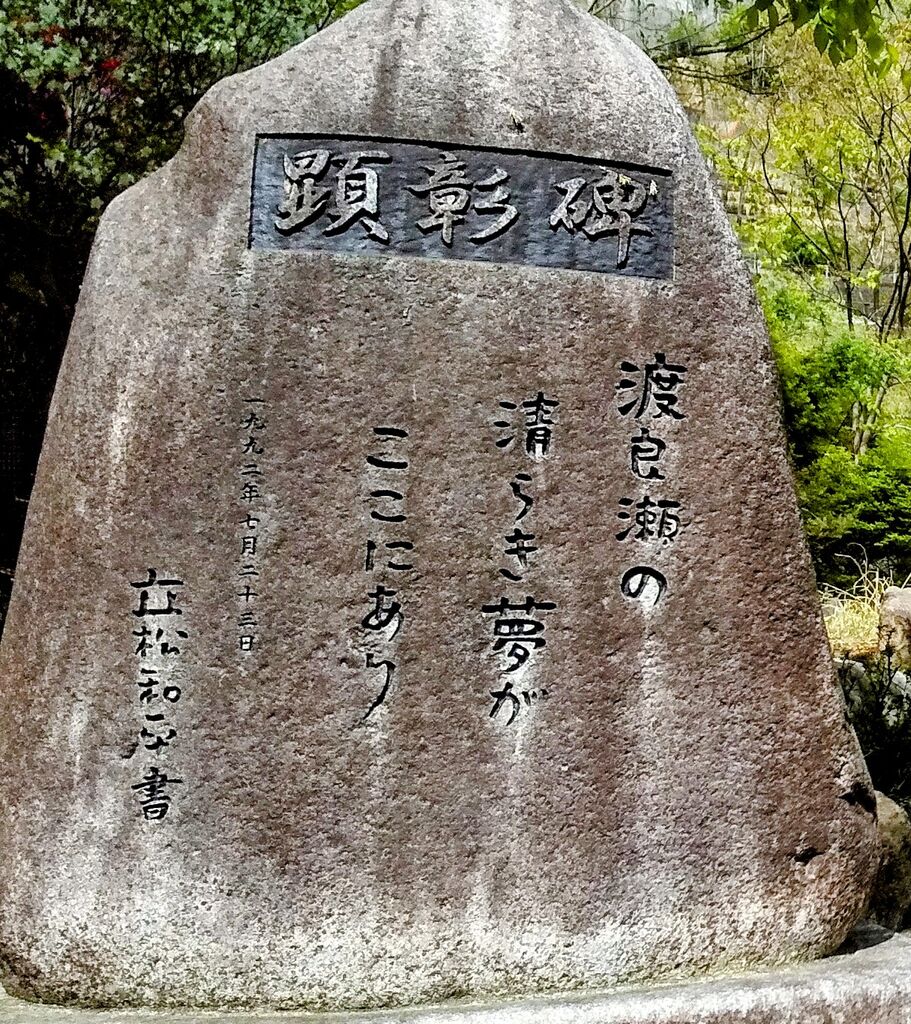 顕彰碑
渡良瀬の
清らき夢が
ここにあり
一九九二年七月二十三日
立松和平書